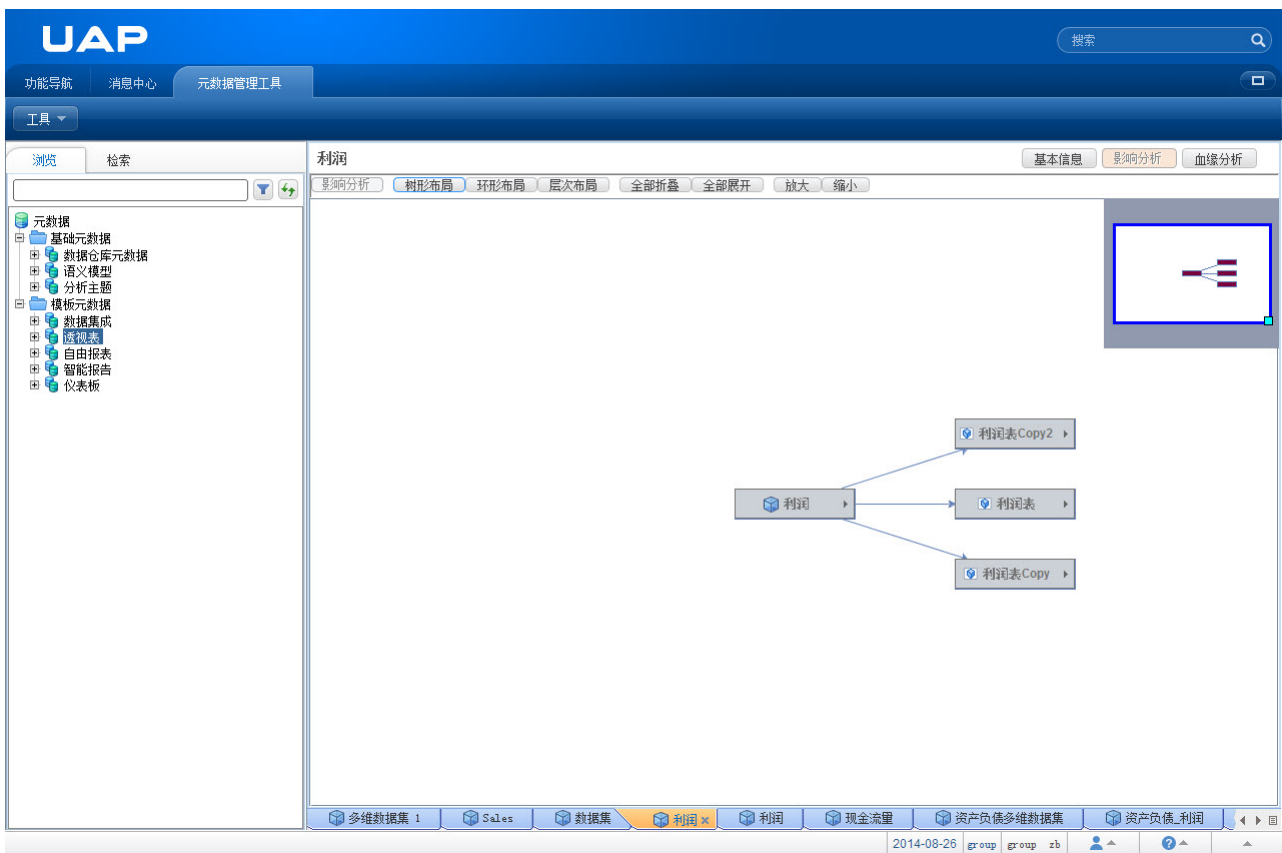 UAP
搜索
功能导航 消息中心 元数据管理工具
工具
浏览 检索
利润 基本信息 影响分析 血缘分析
影响分析 树形布局 环形布局 层次布局 全部折叠 全部展开 放大 缩小
元数据
基础元数据
数据仓库元数据
语义模型
分析主题
模板元数据
数据集成
透视表
自由报表
智能报告
仪表板
利润表Copy2
利润 利润表
利润表Copy
多维数据集 1 Sales 数据集 利润 利润 现金流量 资产负债多维数据集 资产负债_利润
2014-08-26 group group zb